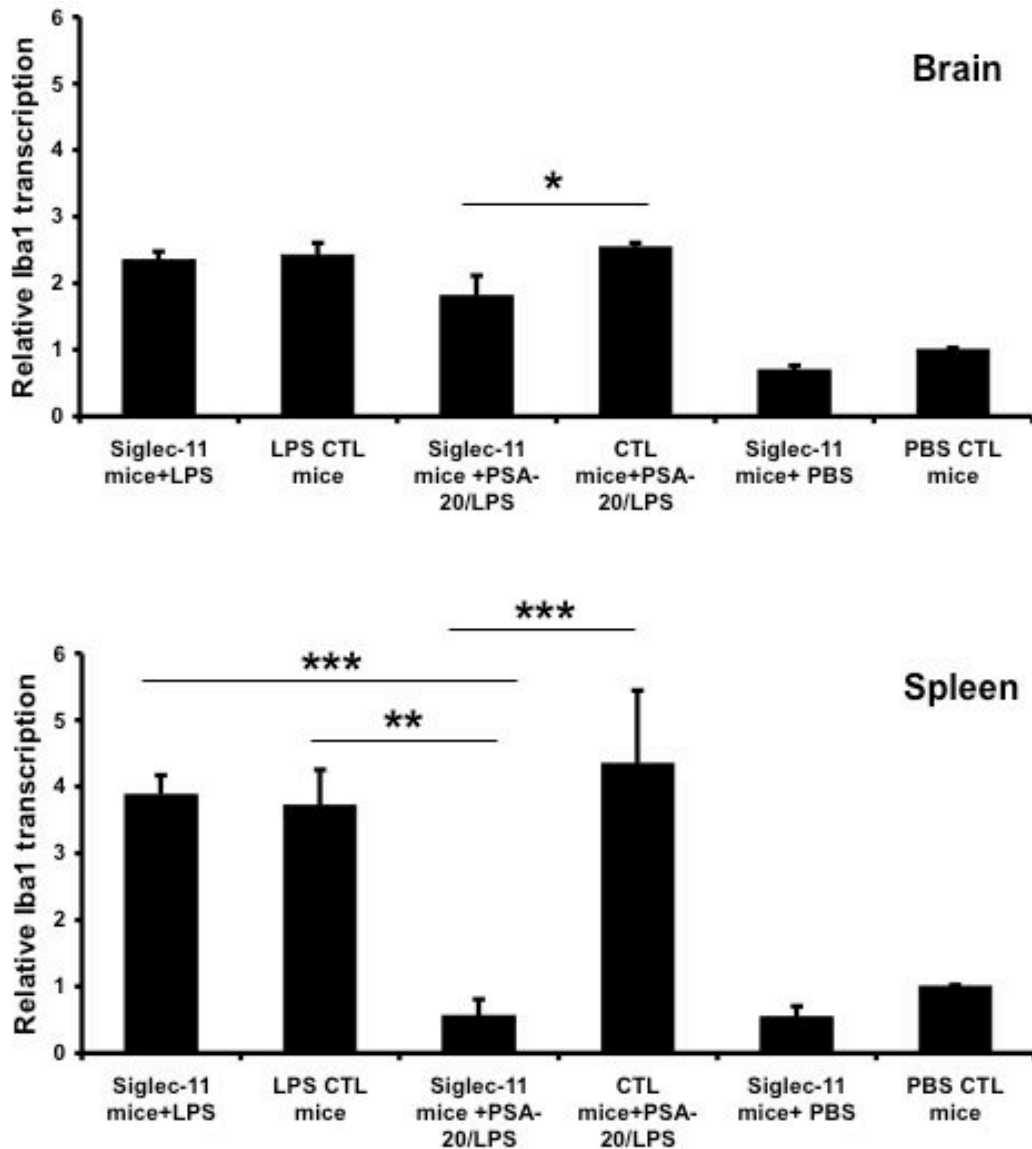 Relative Iba1 transcription
6
5
4
3
2
1
0
Brain
*
Siglec-11 mice+LPS
LPS CTL mice
Siglec-11 mice +PSA-20/LPS
CTL mice+PSA-20/LPS
Siglec-11 mice+ PBS
PBS CTL mice
Relative Iba1 transcription
6
5
4
3
2
1
0
***
***
**
Spleen
Siglec-11 mice+LPS
LPS CTL mice
Siglec-11 mice +PSA-20/LPS
CTL mice+PSA-20/LPS
Siglec-11 mice+ PBS
PBS CTL mice